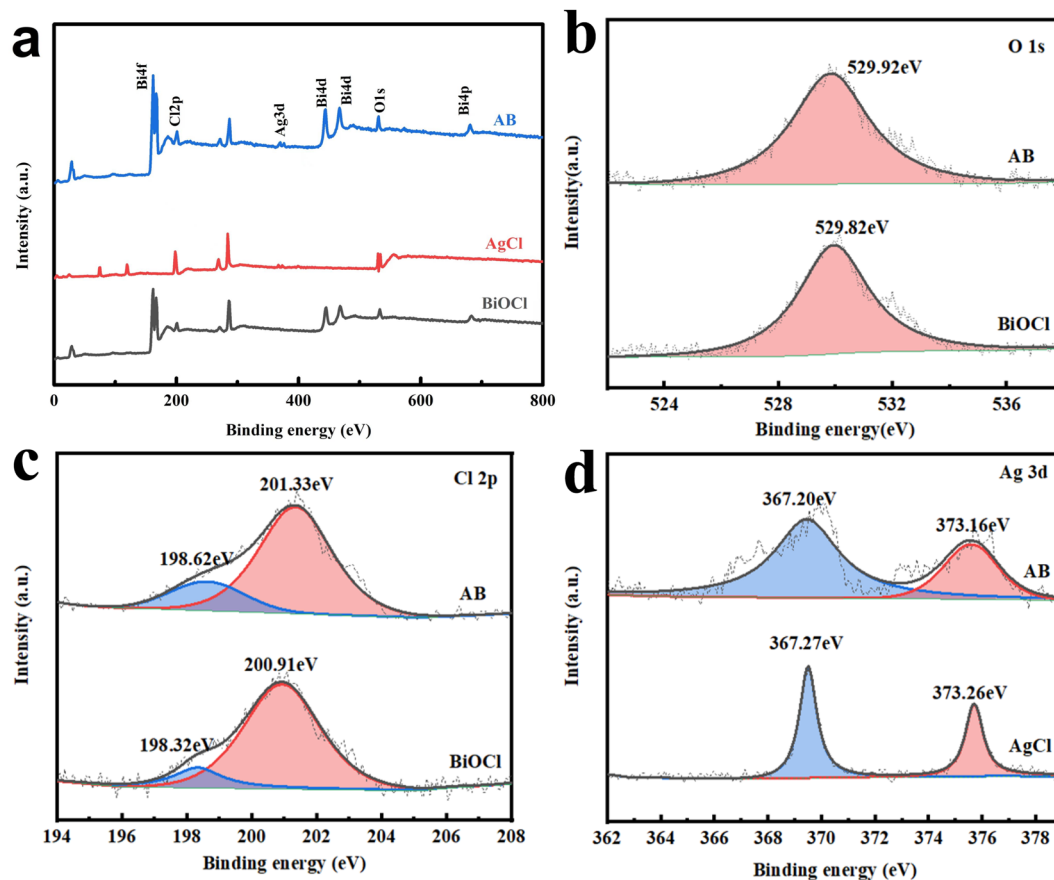 a
Bi4f
Cl2p
Ag3d
Bi4d
Bi4d
O1s
Bi4p
AB
AgCl
BiOCl
Intensity (a.u.)
0 200 400 600 800
Binding energy (eV)
b
O 1s
529.92eV
AB
529.82eV
BiOCl
Intensity(a.u.)
524 528 532 536
Binding energy(eV)
c
Cl 2p
201.33eV
198.62eV
AB
200.91eV
198.32eV
BiOCl
Intensity (a.u.)
194 196 198 200 202 204 206 208
Binding energy (eV)
d
Ag 3d
367.20eV
373.16eV
AB
367.27eV
373.26eV
AgCl
Intensity (a.u.)
362 364 366 368 370 372 374 376 378
Binding energy (eV)